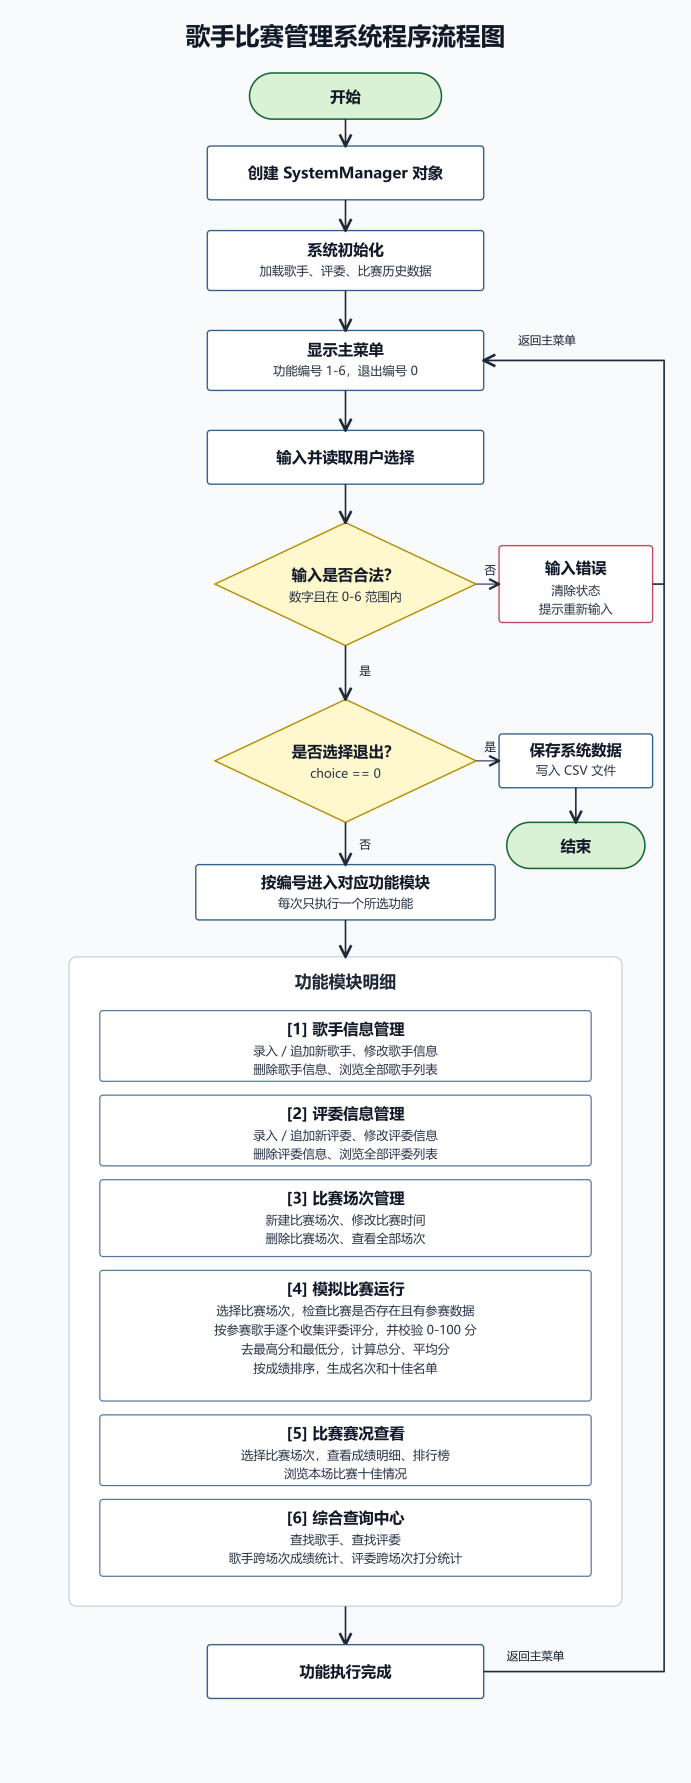 歌手比赛管理系统程序流程图
开始
创建 SystemManager 对象
系统初始化
加载歌手、评委、比赛历史数据
返回主菜单
显示主菜单
功能编号 1-6，退出编号 0
输入并读取用户选择
输入是否合法？
数字且在 0-6 范围内
否
输入错误
清除状态
提示重新输入
是
是否选择退出？
choice == 0
是
保存系统数据
写入 CSV 文件
结束
否
按编号进入对应功能模块
每次只执行一个所选功能
功能模块明细
[1] 歌手信息管理
录入 / 追加新歌手、修改歌手信息
删除歌手信息、浏览全部歌手列表
[2] 评委信息管理
录入 / 追加新评委、修改评委信息
删除评委信息、浏览全部评委列表
[3] 比赛场次管理
新建比赛场次、修改比赛时间
删除比赛场次、查看全部场次
[4] 模拟比赛运行
选择比赛场次，检查比赛是否存在且有参赛数据
按参赛歌手逐个收集评委评分，并校验 0-100 分
去最高分和最低分，计算总分、平均分
按成绩排序，生成名次和十佳名单
[5] 比赛赛况查看
选择比赛场次，查看成绩明细、排行榜
浏览本场比赛十佳情况
[6] 综合查询中心
查找歌手、查找评委
歌手跨场次成绩统计、评委跨场次打分统计
功能执行完成
返回主菜单